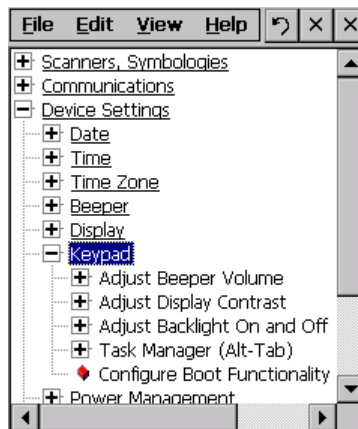 File Edit View Help
Scanners, Symbologies
Communications
Device Settings
Date
Time
Time Zone
Beeper
Display
Keypad
Adjust Beeper Volume
Adjust Display Contrast
Adjust Backlight On and Off
Task Manager (Alt-Tab)
Configure Boot Functionality
Power Management